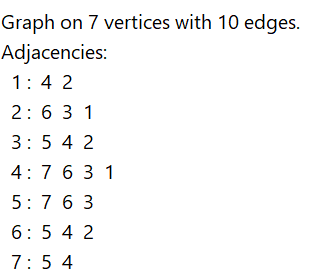 Graph on 7 vertices with 10 edges.
Adjacencies:
1: 4 2
2: 6 3 1
3: 5 4 2
4: 7 6 3 1
5: 7 6 3
6: 5 4 2
7: 5 4